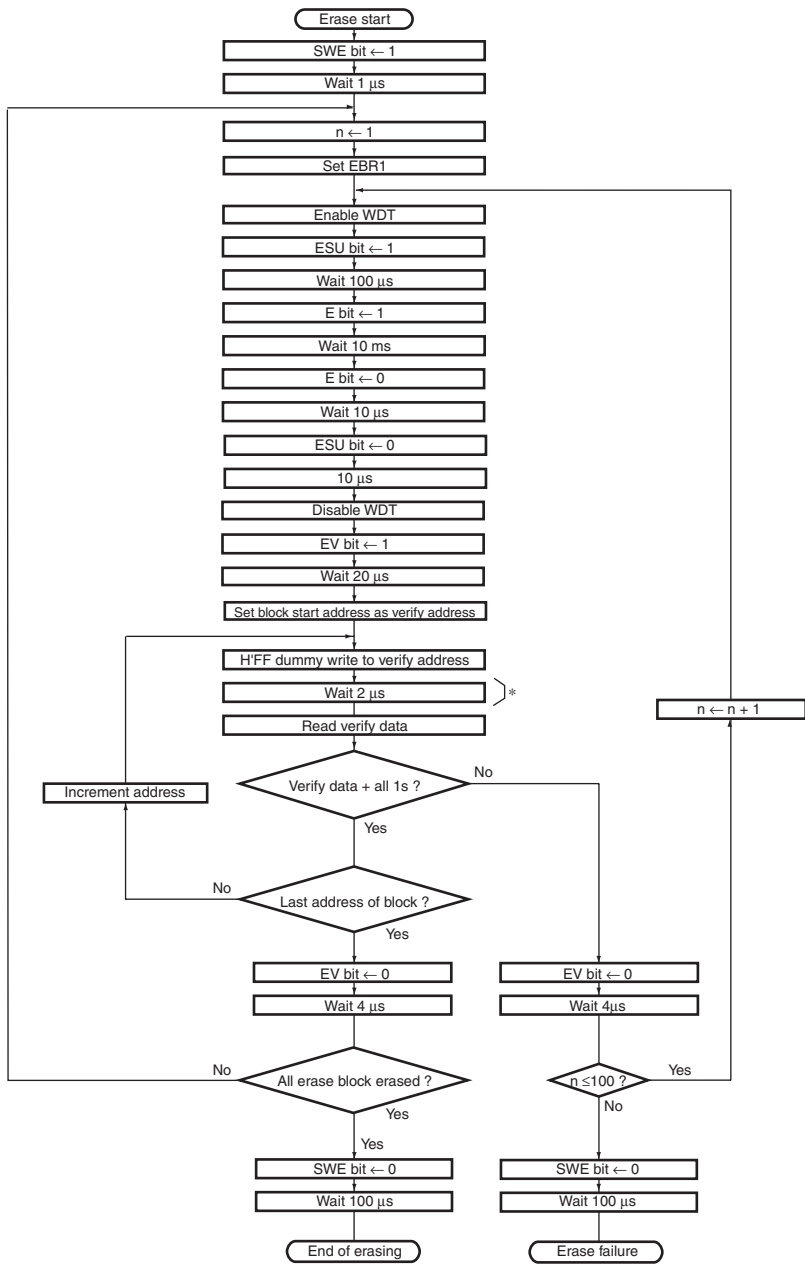 Erase start
SWE bit ← 1
Wait 1 µs
n ← 1
Set EBR1
Enable WDT
ESU bit ← 1
Wait 100 µs
E bit ← 1
Wait 10 ms
E bit ← 0
Wait 10 µs
ESU bit ← 0
10 µs
Disable WDT
EV bit ← 1
Wait 20 µs
Set block start address as verify address
H'FF dummy write to verify address
Wait 2 µs
*
n ← n + 1
Read verify data
Verify data + all 1s ?
No
Increment address
Yes
No
Last address of block ?
Yes
EV bit ← 0
EV bit ← 0
Wait 4 µs
Wait 4µs
No
All erase block erased ?
n ≤100 ?
Yes
Yes
No
Yes
SWE bit ← 0
SWE bit ← 0
Wait 100 µs
Wait 100 µs
End of erasing
Erase failure